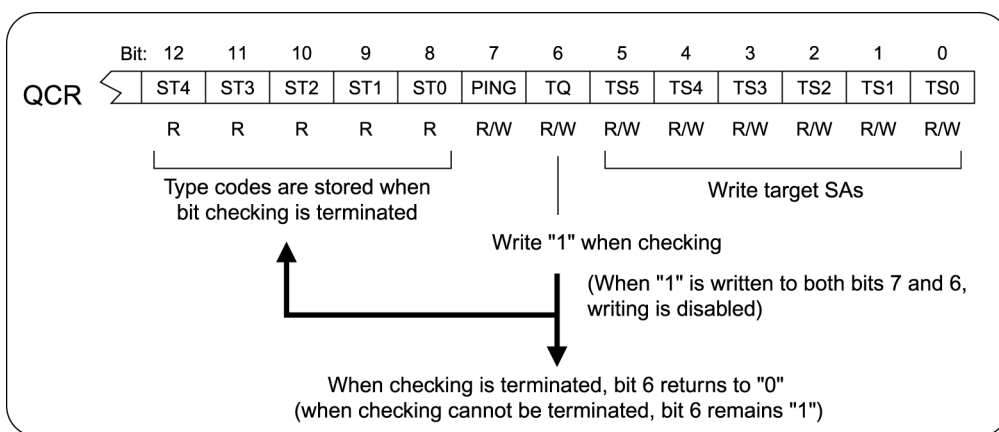 Bit: 12 11 10 9 8 7 6 5 4 3 2 1 0
QCR ST4 ST3 ST2 ST1 ST0 PING TQ TS5 TS4 TS3 TS2 TS1 TS0
R R R R R R/W R/W R/W R/W R/W R/W R/W R/W
Type codes are stored when
bit checking is terminated
Write target SAs
Write "1" when checking
(When "1" is written to both bits 7 and 6,
writing is disabled)
When checking is terminated, bit 6 returns to "0"
(when checking cannot be terminated, bit 6 remains "1")